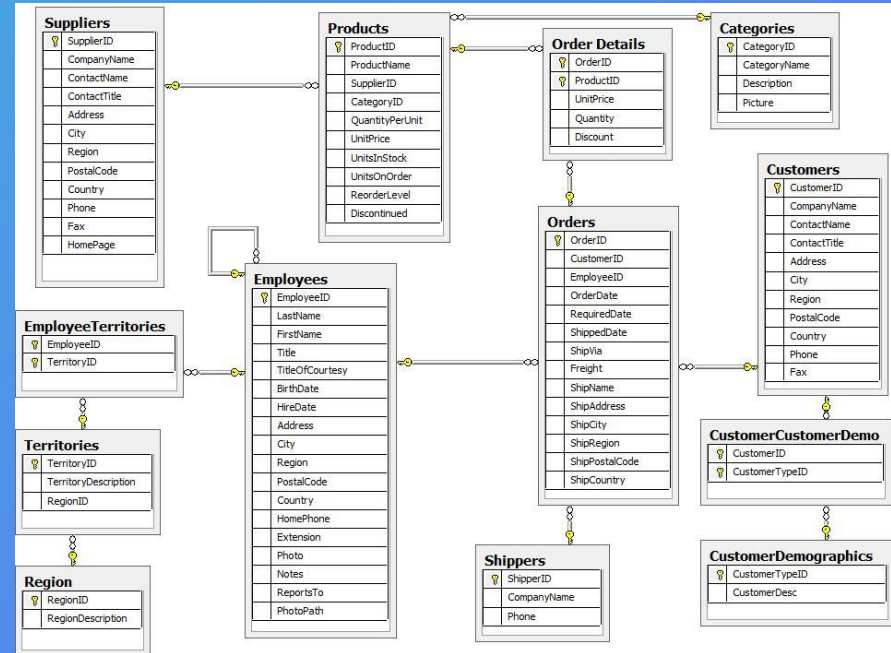 Suppliers
SupplierID
CompanyName
ContactName
ContactTitle
Address
City
Region
PostalCode
Country
Phone
Fax
HomePage
Products
ProductID
ProductName
SupplierID
CategoryID
QuantityPerUnit
UnitPrice
UnitsInStock
UnitsOnOrder
ReorderLevel
Discontinued
Order Details
OrderID
ProductID
UnitPrice
Quantity
Discount
Categories
CategoryID
CategoryName
Description
Picture
Customers
CustomerID
CompanyName
ContactName
ContactTitle
Address
City
Region
PostalCode
Country
Phone
Fax
Orders
OrderID
CustomerID
EmployeeID
OrderDate
RequiredDate
ShippedDate
ShipVia
Freight
ShipName
ShipAddress
ShipCity
ShipRegion
ShipPostalCode
ShipCountry
Employees
EmployeeID
LastName
FirstName
Title
TitleOfCourtesy
BirthDate
HireDate
Address
City
Region
PostalCode
Country
HomePhone
Extension
Photo
Notes
ReportsTo
PhotoPath
EmployeeTerritories
EmployeeID
TerritoryID
Territories
TerritoryID
TerritoryDescription
RegionID
Region
RegionID
RegionDescription
Shippers
ShipperID
CompanyName
Phone
CustomerCustomerDemo
CustomerID
CustomerTypeID
CustomerDemographics
CustomerTypeID
CustomerDesc